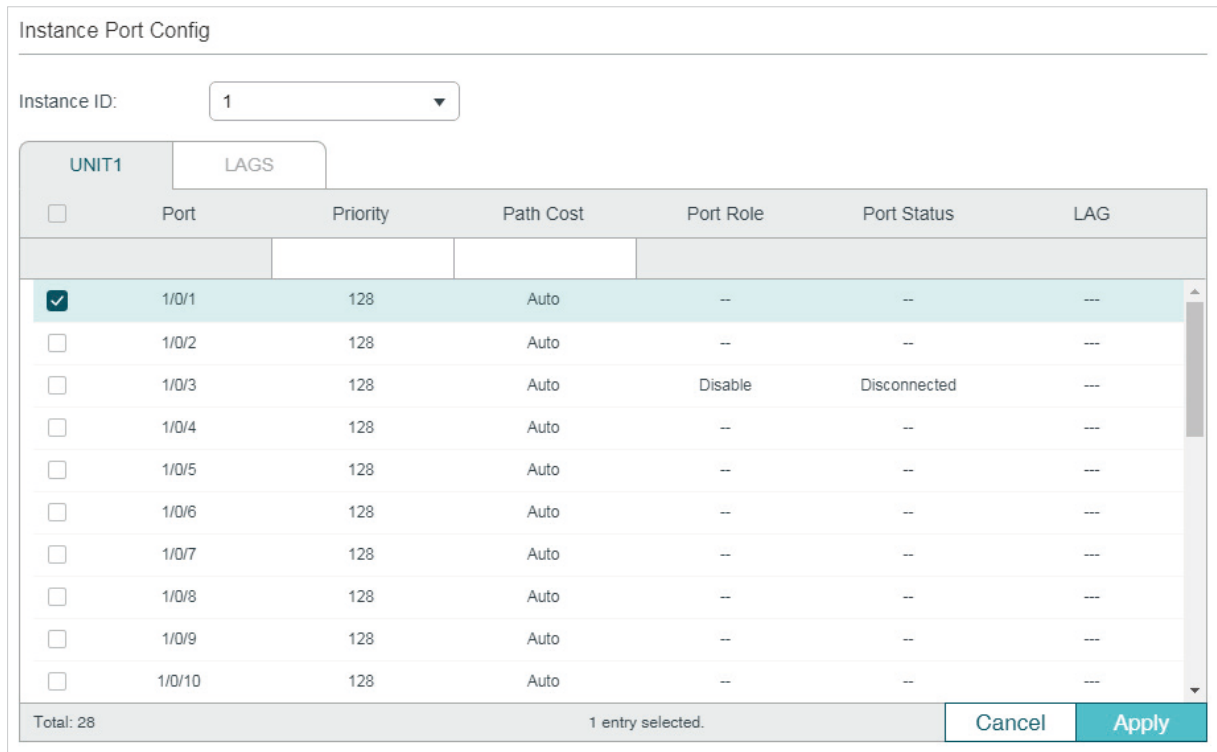 Instance Port Config
Instance ID: 1
UNIT1 LAGS
Port Priority Path Cost Port Role Port Status LAG
1/0/1 128 Auto -- -- ---
1/0/2 128 Auto -- -- ---
1/0/3 128 Auto Disable Disconnected ---
1/0/4 128 Auto -- -- ---
1/0/5 128 Auto -- -- ---
1/0/6 128 Auto -- -- ---
1/0/7 128 Auto -- -- ---
1/0/8 128 Auto -- -- ---
1/0/9 128 Auto -- -- ---
1/0/10 128 Auto -- -- ---
Total: 28 1 entry selected. Cancel Apply